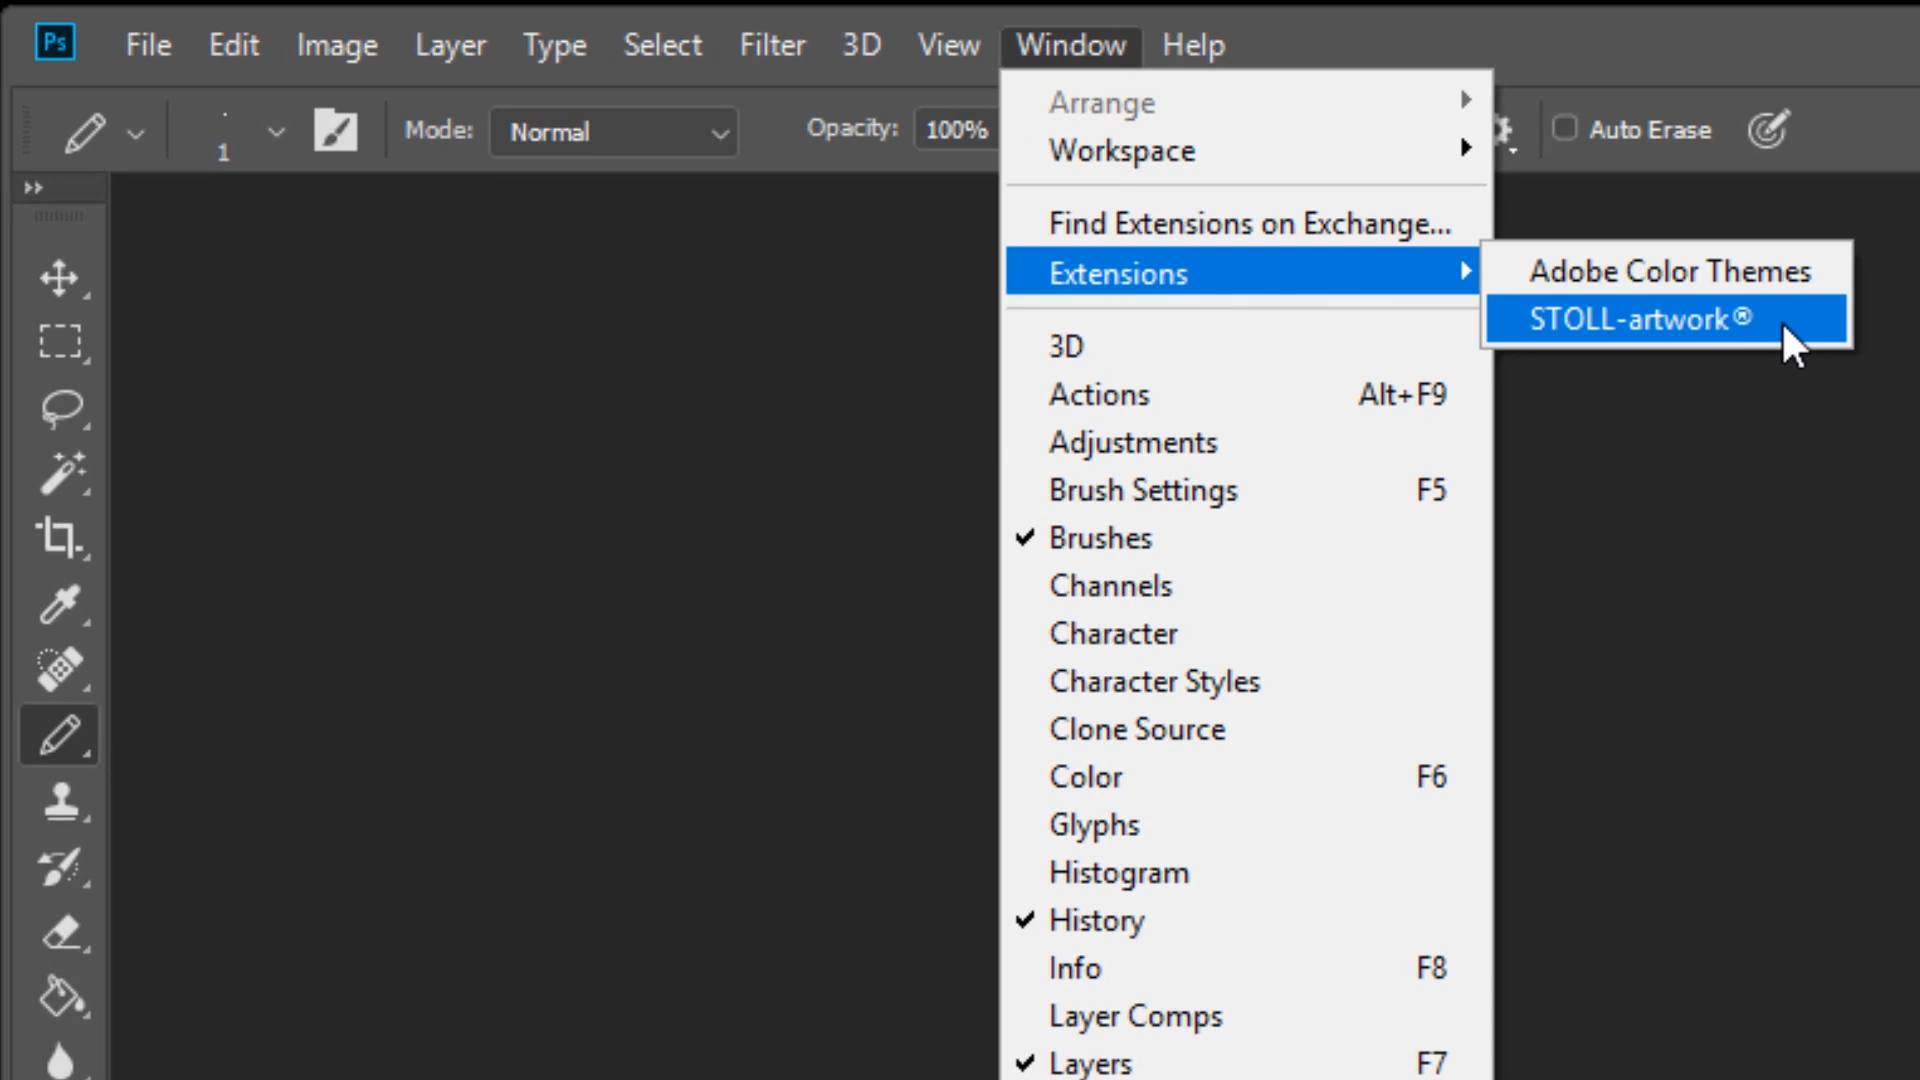 Ps File Edit Image Layer Type Select Filter 3D View Window Help
1 Mode: Normal Opacity: 100% Auto Erase
Arrange
Workspace
Find Extensions on Exchange...
Extensions
Adobe Color Themes
STOLL-artwork®
3D
Actions Alt+F9
Adjustments
Brush Settings F5
Brushes
Channels
Character
Character Styles
Clone Source
Color F6
Glyphs
Histogram
History
Info F8
Layer Comps
Layers F7